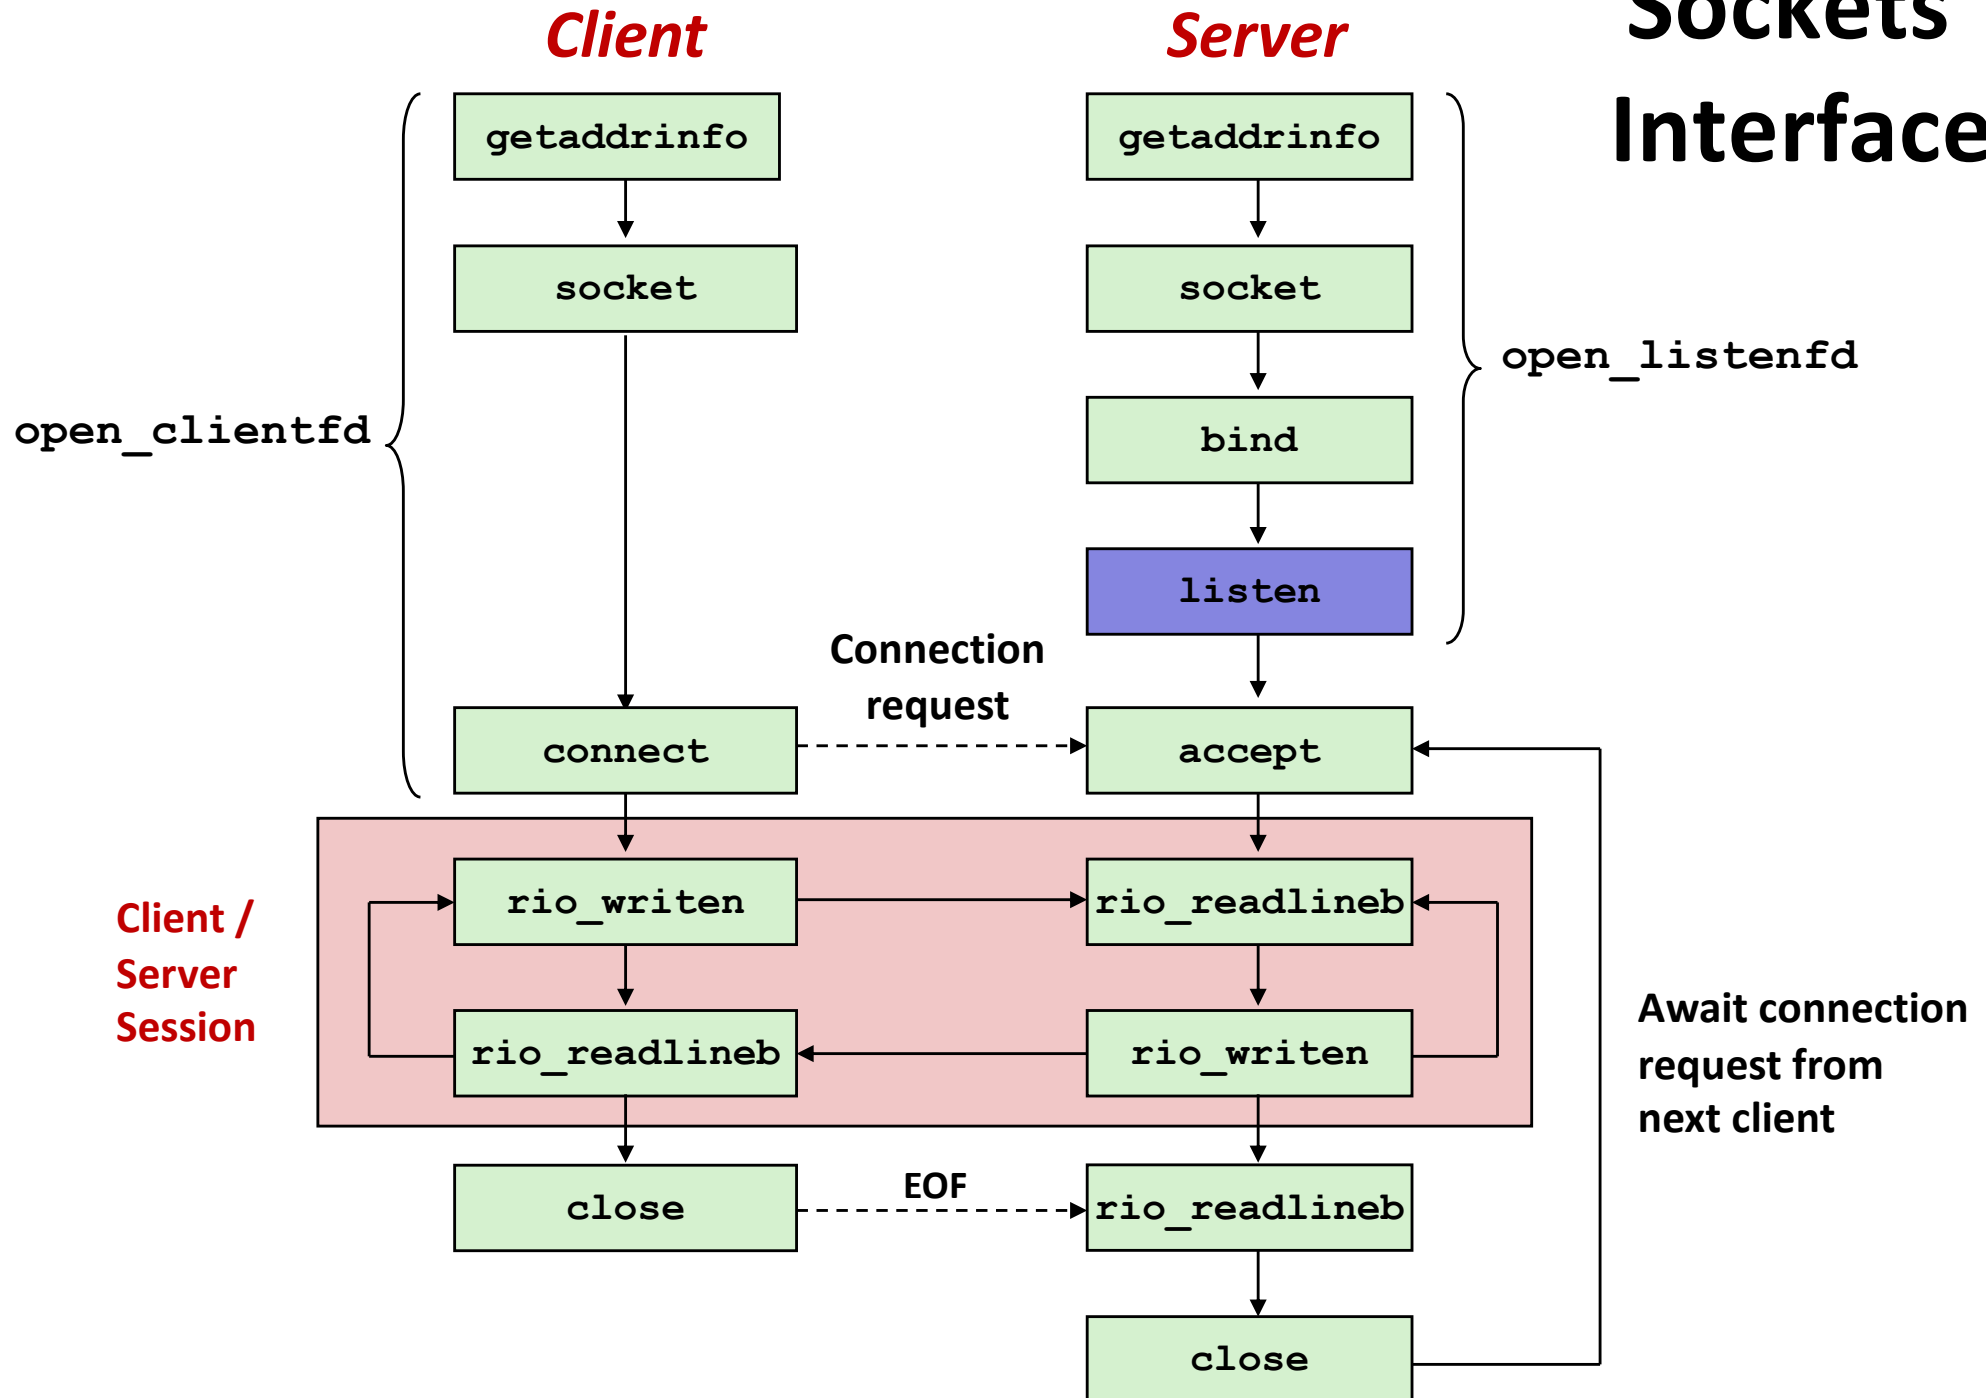 Sockets
Interface
Client
Server
getaddrinfo
getaddrinfo
socket
socket
open_listenfd
open_clientfd
bind
listen
Connection
request
connect
accept
Client /
Server
Session
rio_writen
rio_readlineb
rio_readlineb
rio_writen
Await connection
request from
next client
close
EOF
rio_readlineb
close